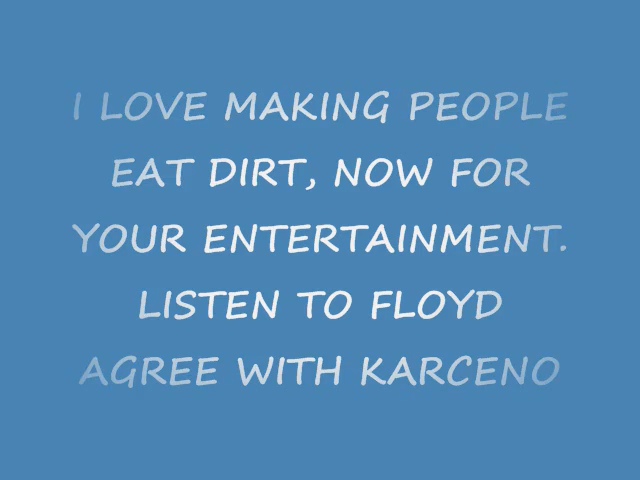 I LOVE MAKING PEOPLE
EAT DIRT, NOW FOR
YOUR ENTERTAINMENT.
LISTEN TO FLOYD
AGREE WITH KARCENO